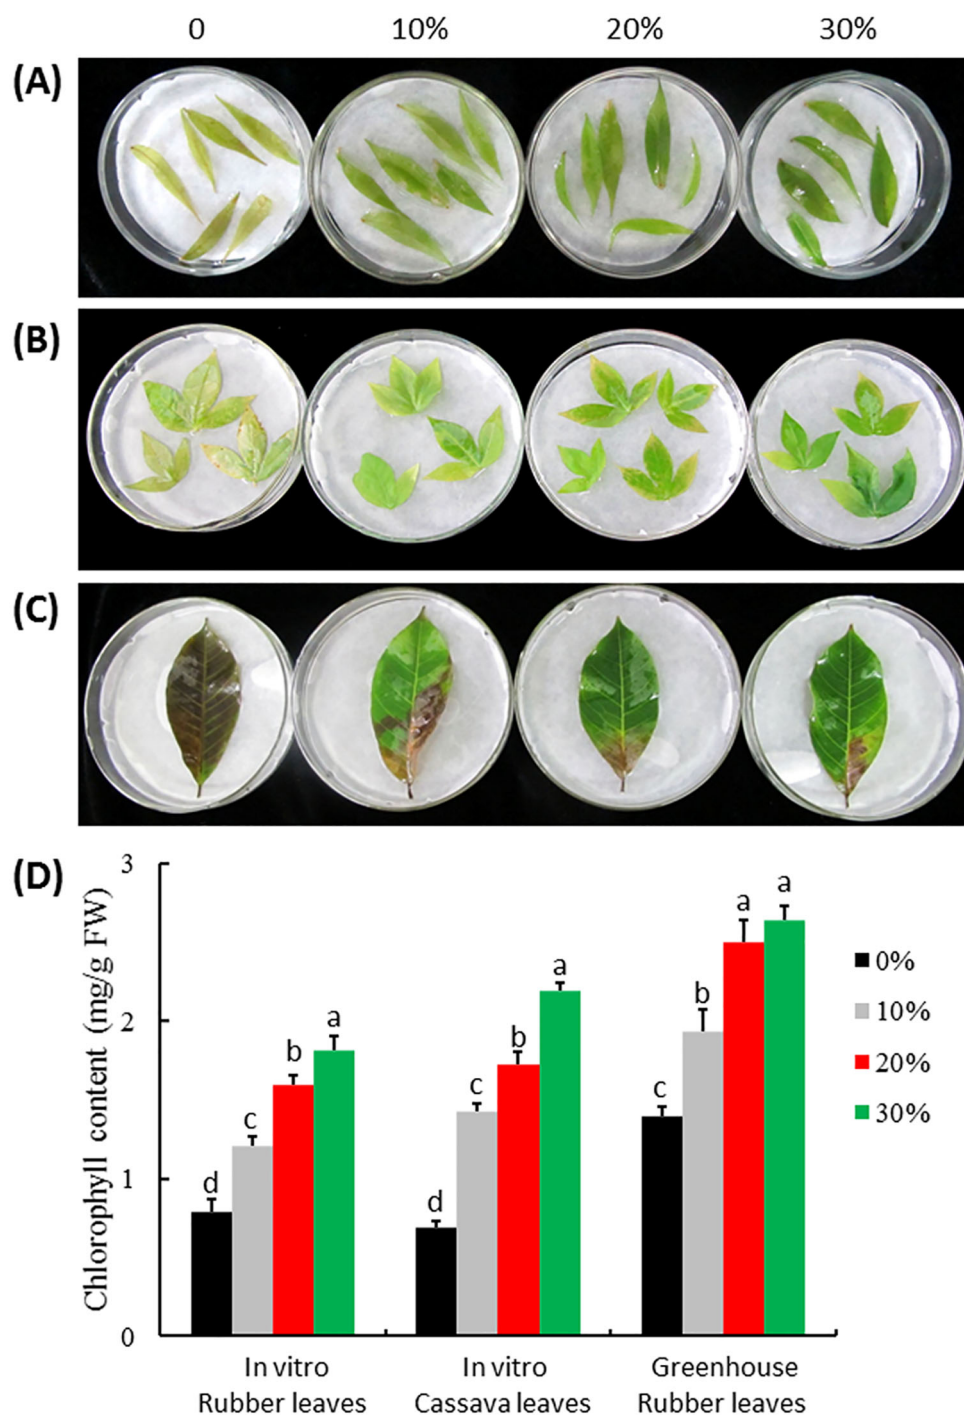 0 10% 20% 30%
(A)
(B)
(C)
(D)
Chlorophyll content (mg/g FW)
3
2
1
0
d c b a
d c b a
c b a a
0%
10%
20%
30%
In vitro
Rubber leaves
In vitro
Cassava leaves
Greenhouse
Rubber leaves